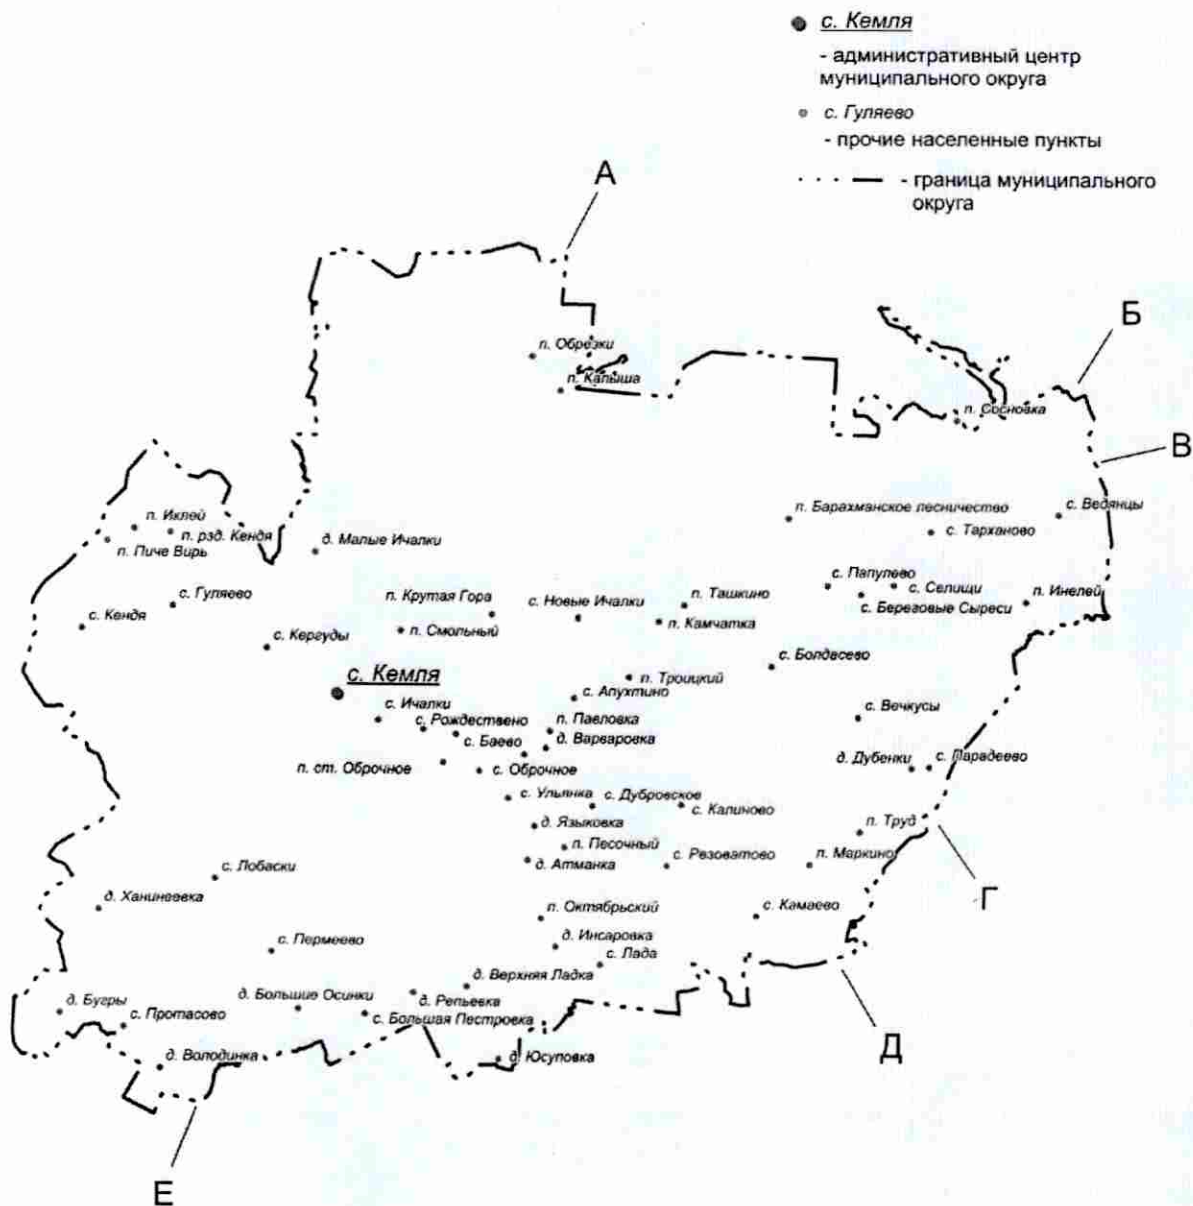 с. Кемля
- административный центр
муниципального округа
с. Гуляево
- прочие населенные пункты
- граница муниципального
округа
А
Б
п. Обрезки
п. Калыша
п. Сосновка
В
п. Иклей
п. рзд. Кендя
п. Пиче Вирь
д. Малые Ичалки
п. Барахманское лесничество
с. Ведянцы
с. Тарханово
с. Гуляево
с. Кендя
п. Крутая Гора
с. Новые Ичалки
п. Ташкино
с. Папулево
с. Селищи
с. Береговые Сыреси
п. Инелей
п. Смольный
п. Камчатка
с. Кергуды
с. Болдасево
с. Кемля
п. Троицкий
с. Апухтино
с. Ичалки
с. Рождествено
п. Павловка
с. Вечкусы
с. Баево
д. Варваровка
п. ст. Оброчное
с. Оброчное
д. Дубенки
с. Парадеево
с. Ульянка
с. Дубровское
с. Калиново
д. Языковка
п. Труд
п. Песочный
с. Резоватово
д. Атманка
п. Маркино
с. Лобаски
д. Ханинеевка
Г
п. Октябрьский
с. Камаево
с. Пермеево
д. Инсаровка
с. Лада
д. Верхняя Ладка
д. Бугры
с. Протасово
д. Большие Осинки
д. Репьевка
с. Большая Пестровка
Д
д. Володинка
д. Юсуповка
Е